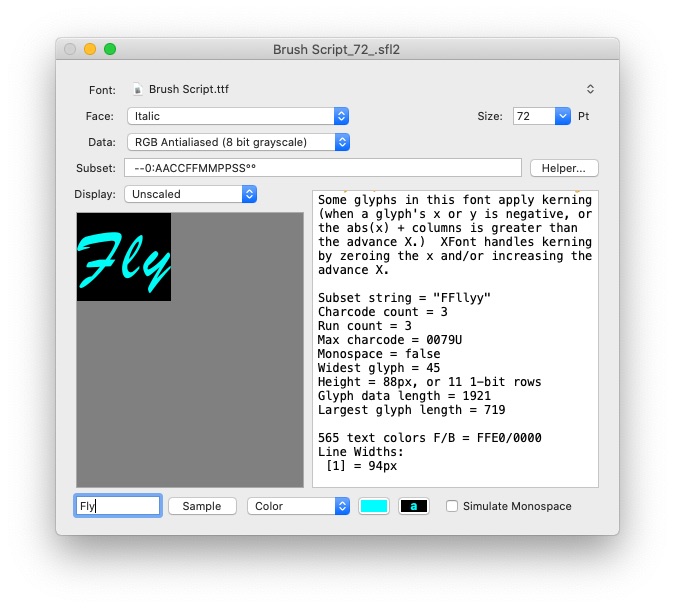 Brush Script_72_.sfl2
Font: Brush Script.ttf
Face: Italic Size: 72 Pt
Data: RGB Antialiased (8 bit grayscale)
Subset: --0:AACCFFMMPPSS°° Helper...
Display: Unscaled
Fly
Some glyphs in this font apply kerning
(when a glyph's x or y is negative, or
the abs(x) + columns is greater than
the advance X.)  XFont handles kerning
by zeroing the x and/or increasing the
advance X.
Subset string = "FFllyy"
Charcode count = 3
Run count = 3
Max charcode = 0079U
Monospace = false
Widest glyph = 45
Height = 88px, or 11 1-bit rows
Glyph data length = 1921
Largest glyph length = 719
565 text colors F/B = FFE0/0000
Line Widths:
[1] = 94px
Fly Sample Color a Simulate Monospace